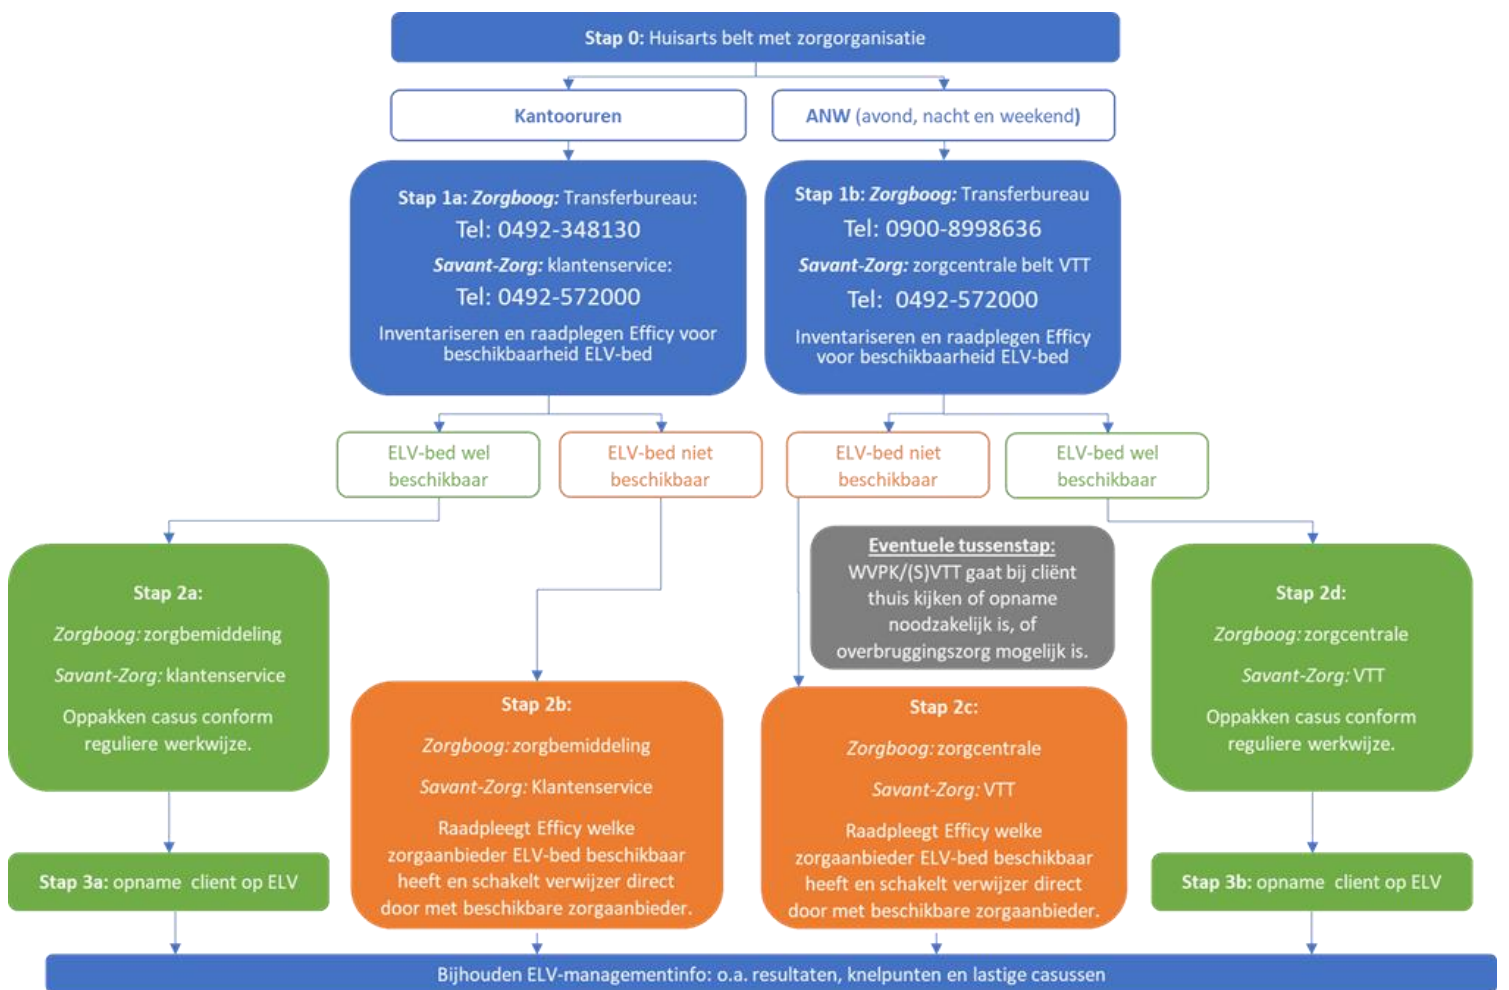 Stap 0: Huisarts belt met zorgorganisatie
Kantooruren
ANW (avond, nacht en weekend)
Stap 1a: Zorgboog: Transferbureau:
Tel: 0492-348130
Savant-Zorg: klantenservice:
Tel: 0492-572000
Inventariseren en raadplegen Efficy voor
beschikbaarheid ELV-bed
Stap 1b: Zorgboog: Transferbureau
Tel: 0900-8998636
Savant-Zorg: zorgcentrale belt VTT
Tel: 0492-572000
Inventariseren en raadplegen Efficy
voor beschikbaarheid ELV-bed
ELV-bed wel
beschikbaar
ELV-bed niet
beschikbaar
ELV-bed niet
beschikbaar
ELV-bed wel
beschikbaar
Eventuele tussenstap:
WVPK/(S)VTT gaat bij cliënt
thuis kijken of opname
noodzakelijk is, of
overbruggingszorg mogelijk is.
Stap 2a:
Zorgboog: zorgbemiddeling
Savant-Zorg: klantenservice
Oppakken casus conform
reguliere werkwijze.
Stap 2b:
Zorgboog: zorgbemiddeling
Savant-Zorg: Klantenservice
Raadpleegt Efficy welke
zorgaanbieder ELV-bed beschikbaar
heeft en schakelt verwijzer direct
door met beschikbare zorgaanbieder.
Stap 2c:
Zorgboog: zorgcentrale
Savant-Zorg: VTT
Raadpleegt Efficy welke
zorgaanbieder ELV-bed beschikbaar
heeft en schakelt verwijzer direct
door met beschikbare zorgaanbieder.
Stap 2d:
Zorgboog: zorgcentrale
Savant-Zorg: VTT
Oppakken casus conform
reguliere werkwijze.
Stap 3a: opname client op ELV
Stap 3b: opname client op ELV
Bijhouden ELV-managementinfo: o.a. resultaten, knelpunten en lastige casussen